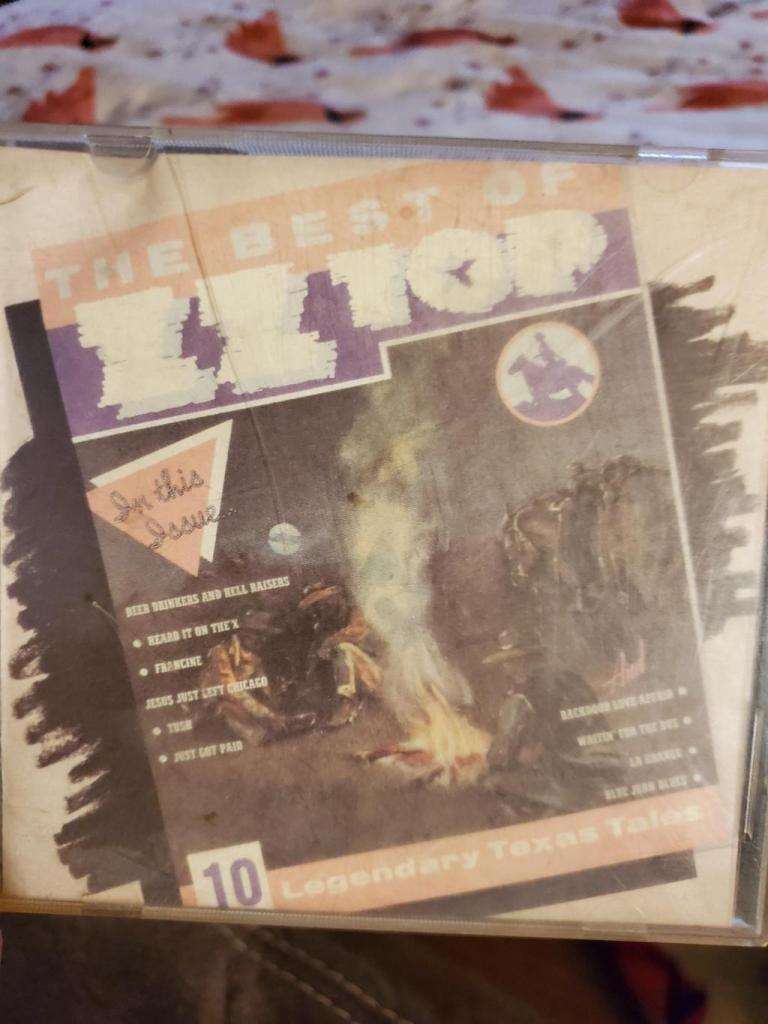 THE BEST OF
ZZ TOP
In this
Issue...
BEER DRINKERS AND HELL RAISERS
HEARD IT ON THE X
FRANCINE
JESUS JUST LEFT CHICAGO
TUSH
JUST GOT PAID
BACKDOOR LOVE AFFAIR
WAITIN' FOR THE BUS
LA GRANGE
BLUE JEAN BLUES
10 Legendary Texas Tales